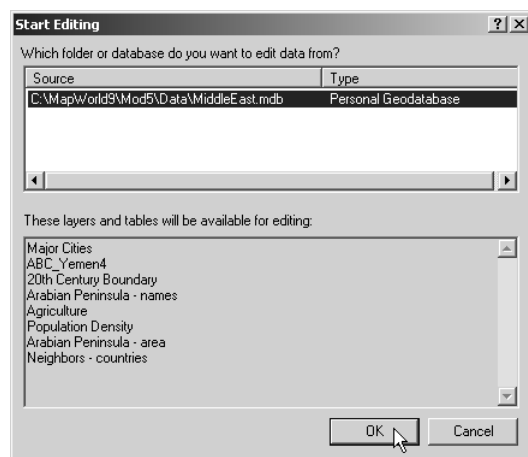 Start Editing
Which folder or database do you want to edit data from?
Source Type
C:\MapWorld9\Mod5\Data\MiddleEast.mdb Personal Geodatabase
These layers and tables will be available for editing:
Major Cities
ABC_Yemen4
20th Century Boundary
Arabian Peninsula - names
Agriculture
Population Density
Arabian Peninsula - area
Neighbors - countries
OK Cancel